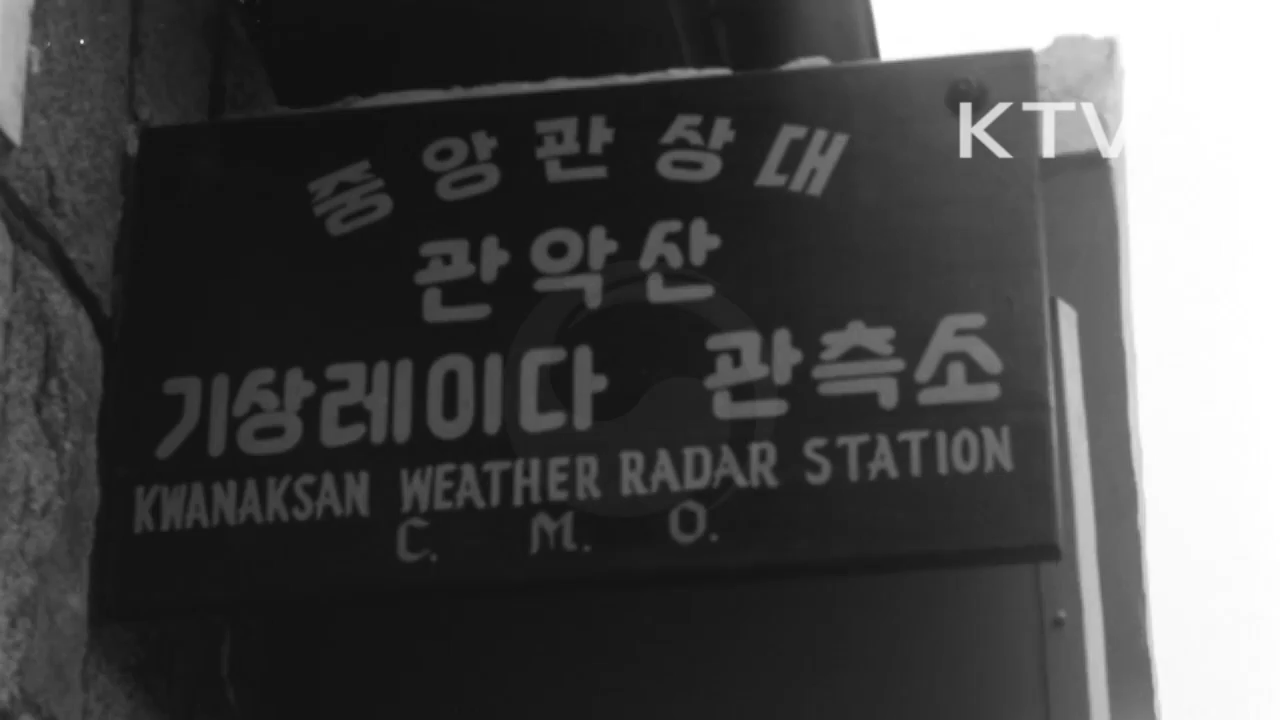 중앙관상대
KTV
관악산
기상레이다 관측소
KWANAKSAN WEATHER RADAR STATION
C. M. O.